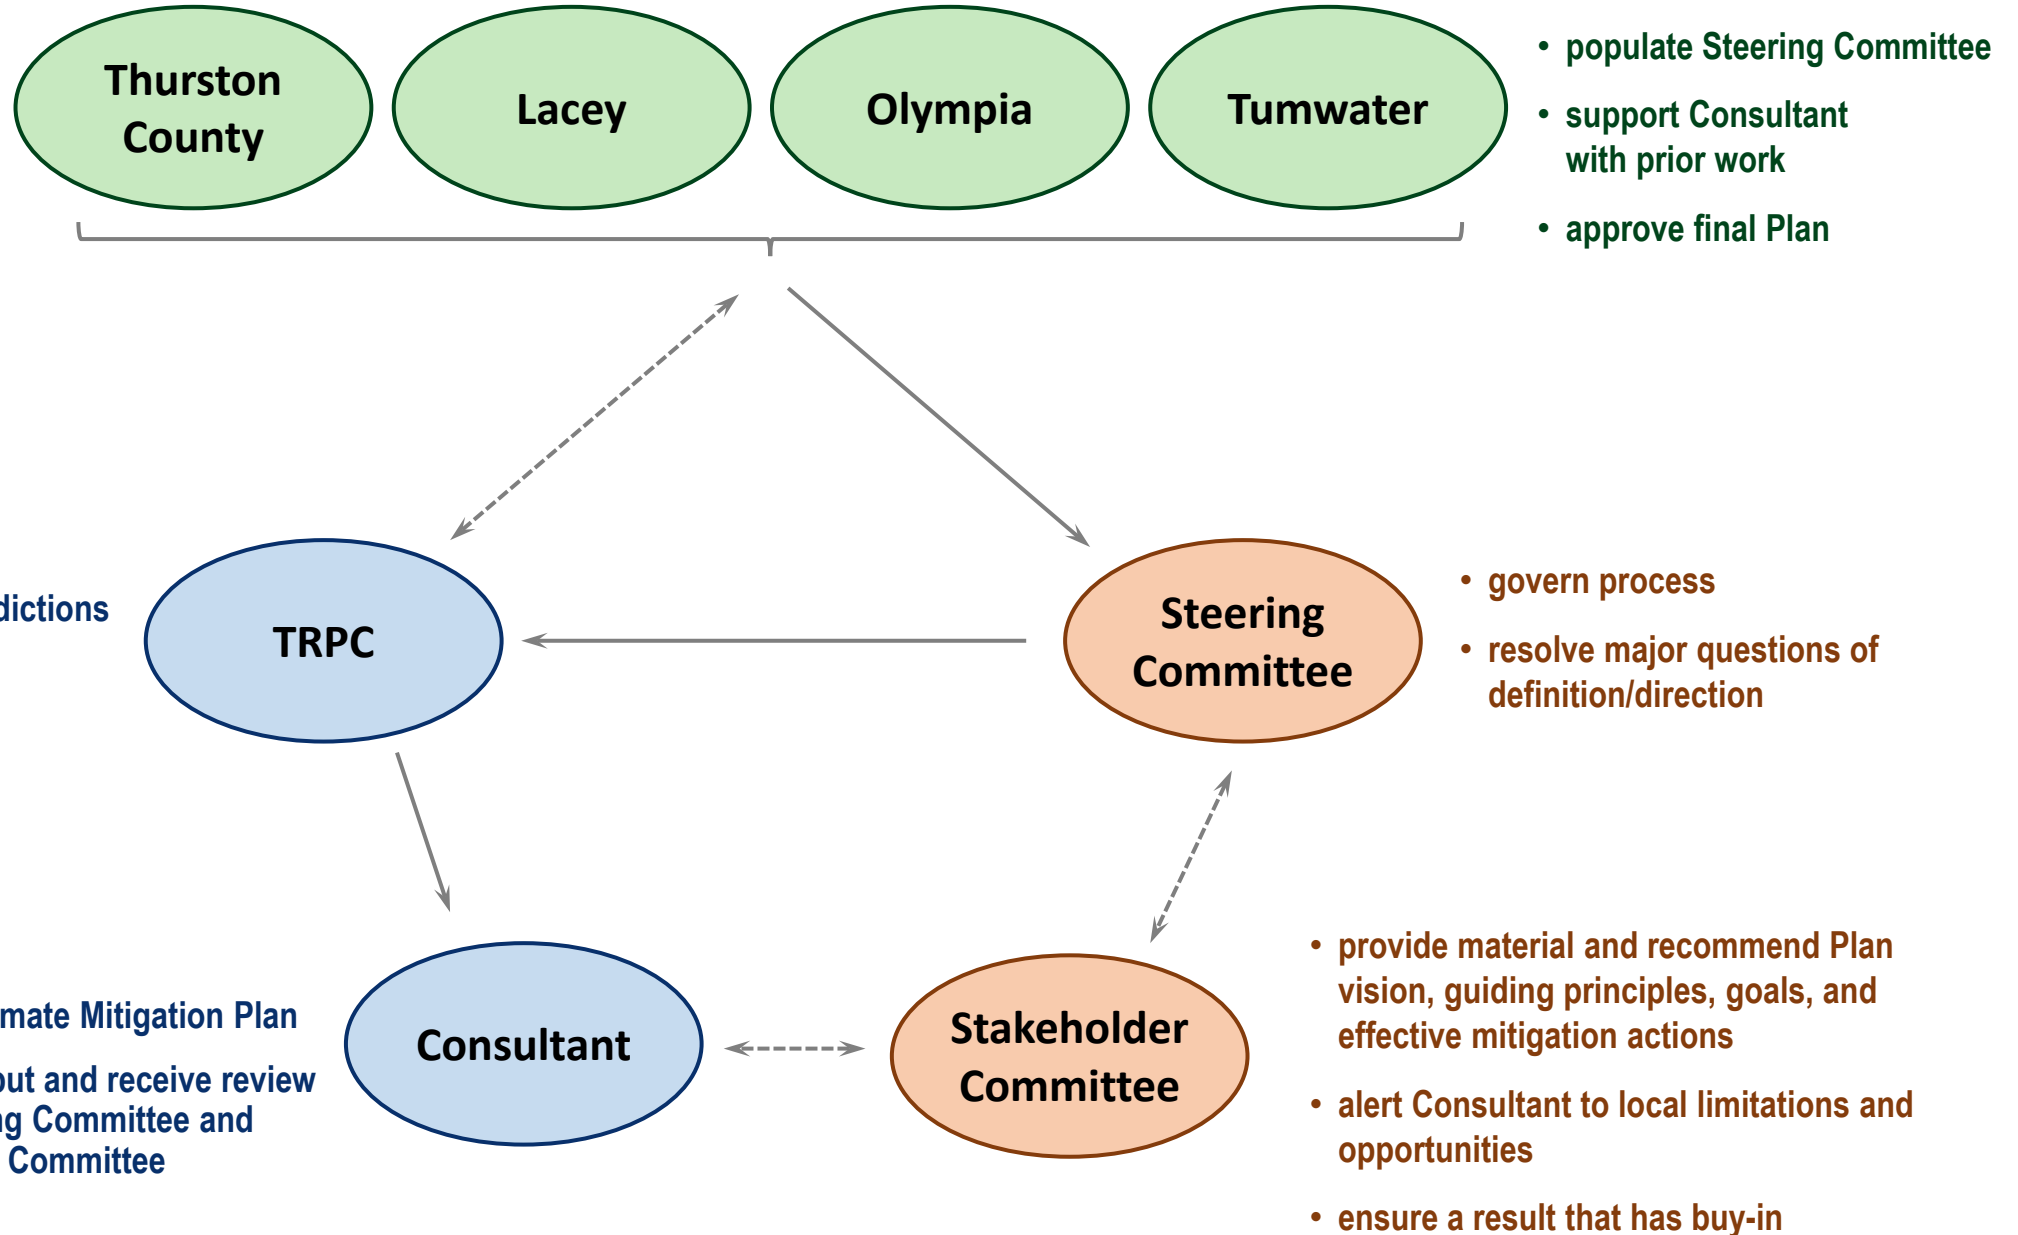 Thurston
County
Lacey
Olympia
Tumwater
• populate Steering Committee
• support Consultant
with prior work
• approve final Plan
dictions
TRPC
Steering
Committee
• govern process
• resolve major questions of
definition/direction
mate Mitigation Plan
out and receive review
ng Committee and
Committee
Consultant
Stakeholder
Committee
• provide material and recommend Plan
vision, guiding principles, goals, and
effective mitigation actions
• alert Consultant to local limitations and
opportunities
• ensure a result that has buy-in